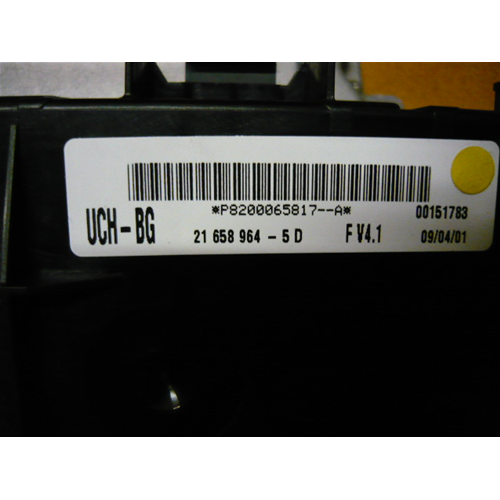 *P8200065817--A* 00151783
UCH-BG 21 658 964 - 5 D F V4.1 09/04/01